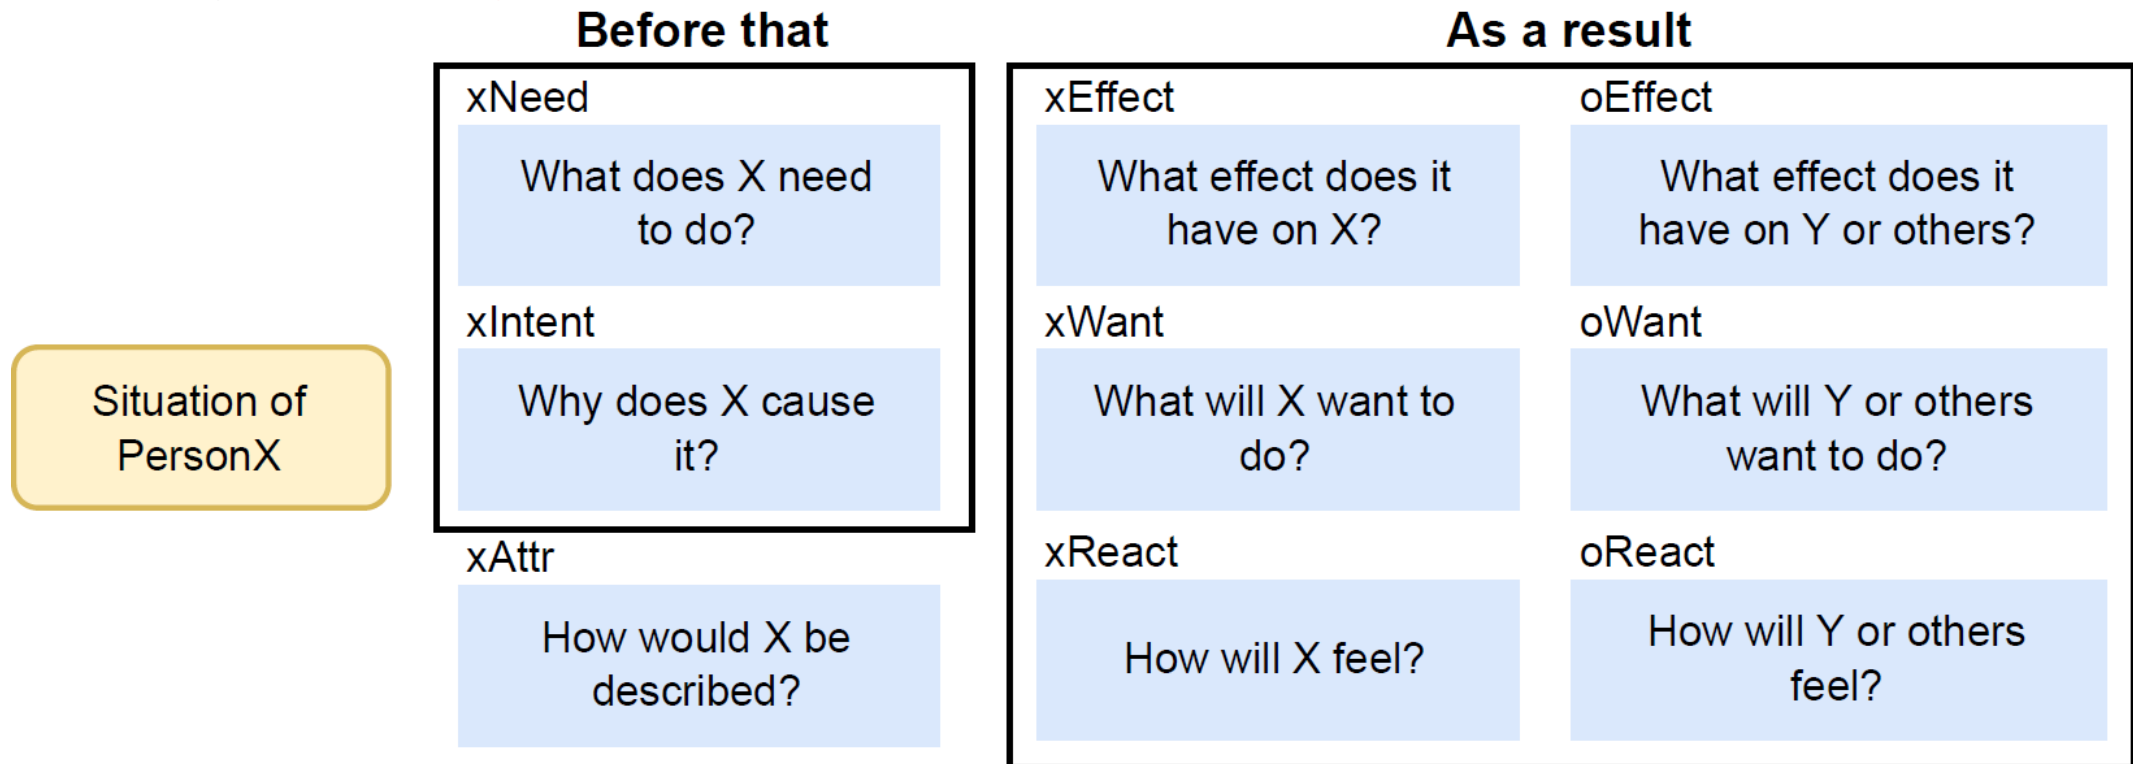 Before that
As a result
xNeed
What does X need
to do?
xIntent
Why does X cause
it?
Situation of
PersonX
xAttr
How would X be
described?
xEffect
What effect does it
have on X?
oEffect
What effect does it
have on Y or others?
xWant
What will X want to
do?
oWant
What will Y or others
want to do?
xReact
How will X feel?
oReact
How will Y or others
feel?